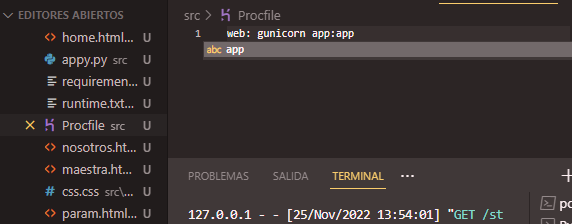 EDITORES ABIERTOS
home.html... U
appy.py src U
requiremen... U
runtime.txt... U
Procfile src U
nosotros.ht... U
maestra.ht... U
css.css src\... U
param.html... U
src > Procfile
1 web: gunicorn app:app
abc app
PROBLEMAS SALIDA TERMINAL ...
127.0.0.1 - - [25/Nov/2022 13:54:01] "GET /st